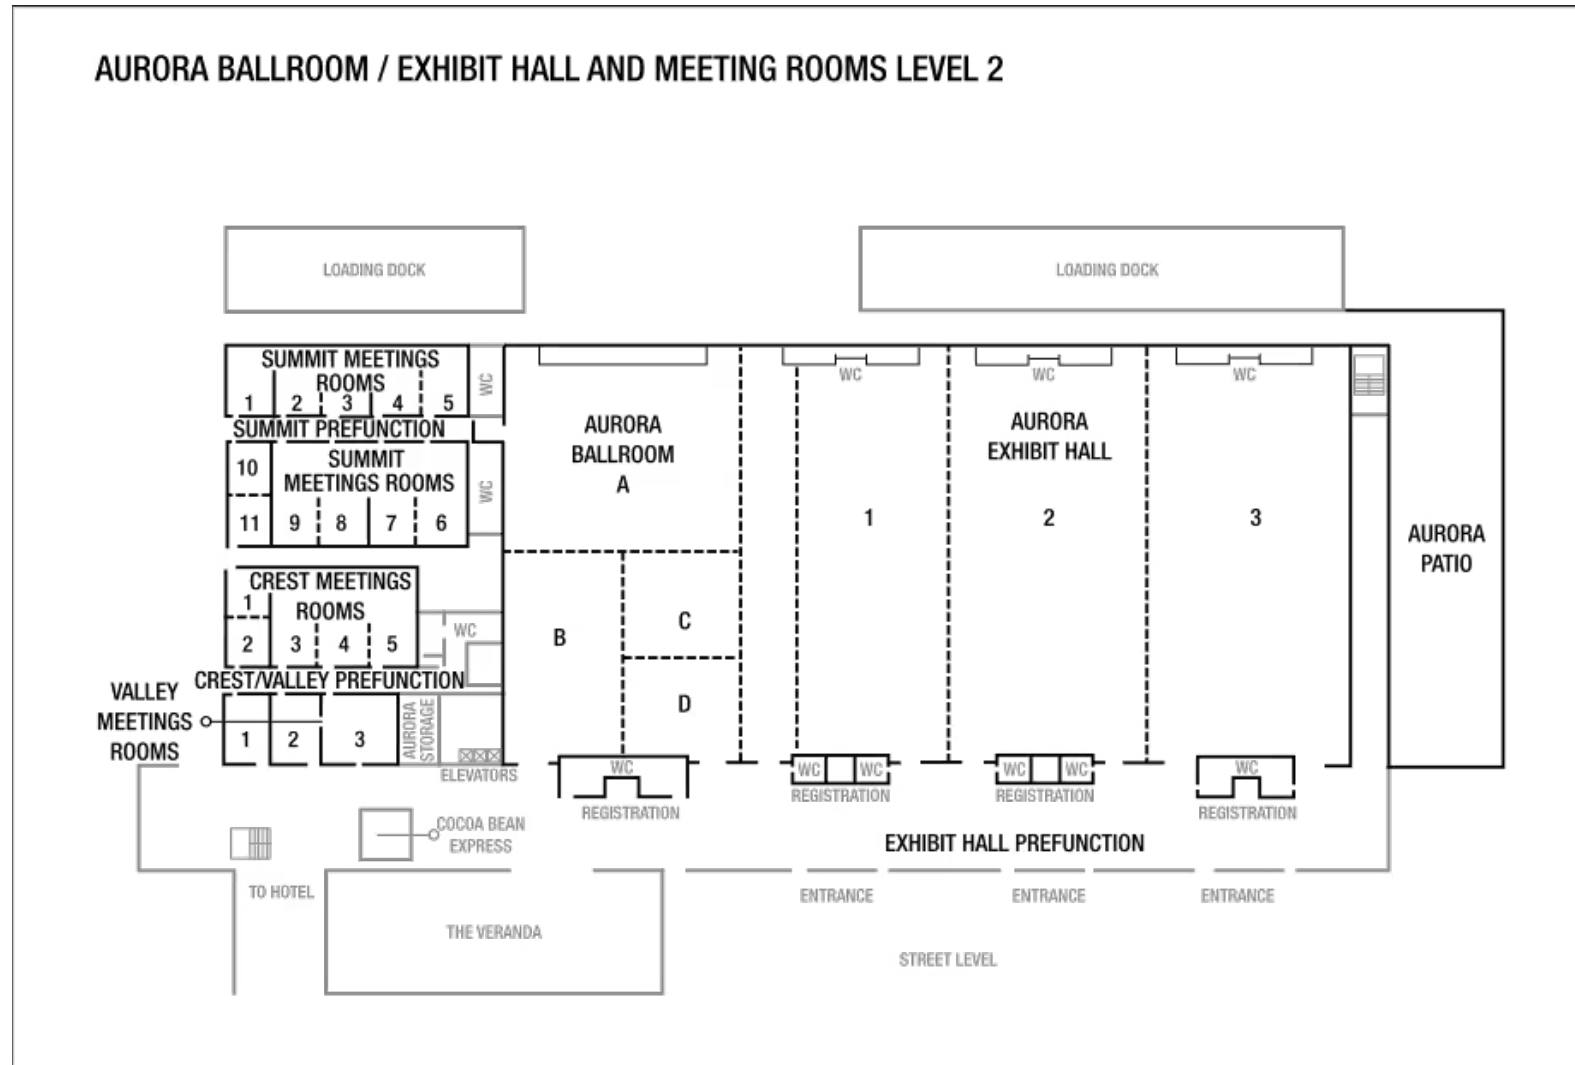 AURORA BALLROOM / EXHIBIT HALL AND MEETING ROOMS LEVEL 2
LOADING DOCK
LOADING DOCK
SUMMIT MEETINGS
ROOMS
1
2
3
4
5
WC
SUMMIT PREFUNCTION
10
11
SUMMIT
MEETINGS ROOMS
9
8
7
6
WC
CREST MEETINGS
ROOMS
1
2
3
4
5
WC
CREST/VALLEY PREFUNCTION
VALLEY
MEETINGS
ROOMS
1
2
3
AURORA
STORAGE
ELEVATORS
AURORA
BALLROOM
A
B
C
D
WC
WC
WC
AURORA
EXHIBIT HALL
1
2
3
AURORA
PATIO
WC
REGISTRATION
WC
WC
REGISTRATION
WC
WC
REGISTRATION
WC
REGISTRATION
COCOA BEAN
EXPRESS
EXHIBIT HALL PREFUNCTION
TO HOTEL
ENTRANCE
ENTRANCE
ENTRANCE
THE VERANDA
STREET LEVEL